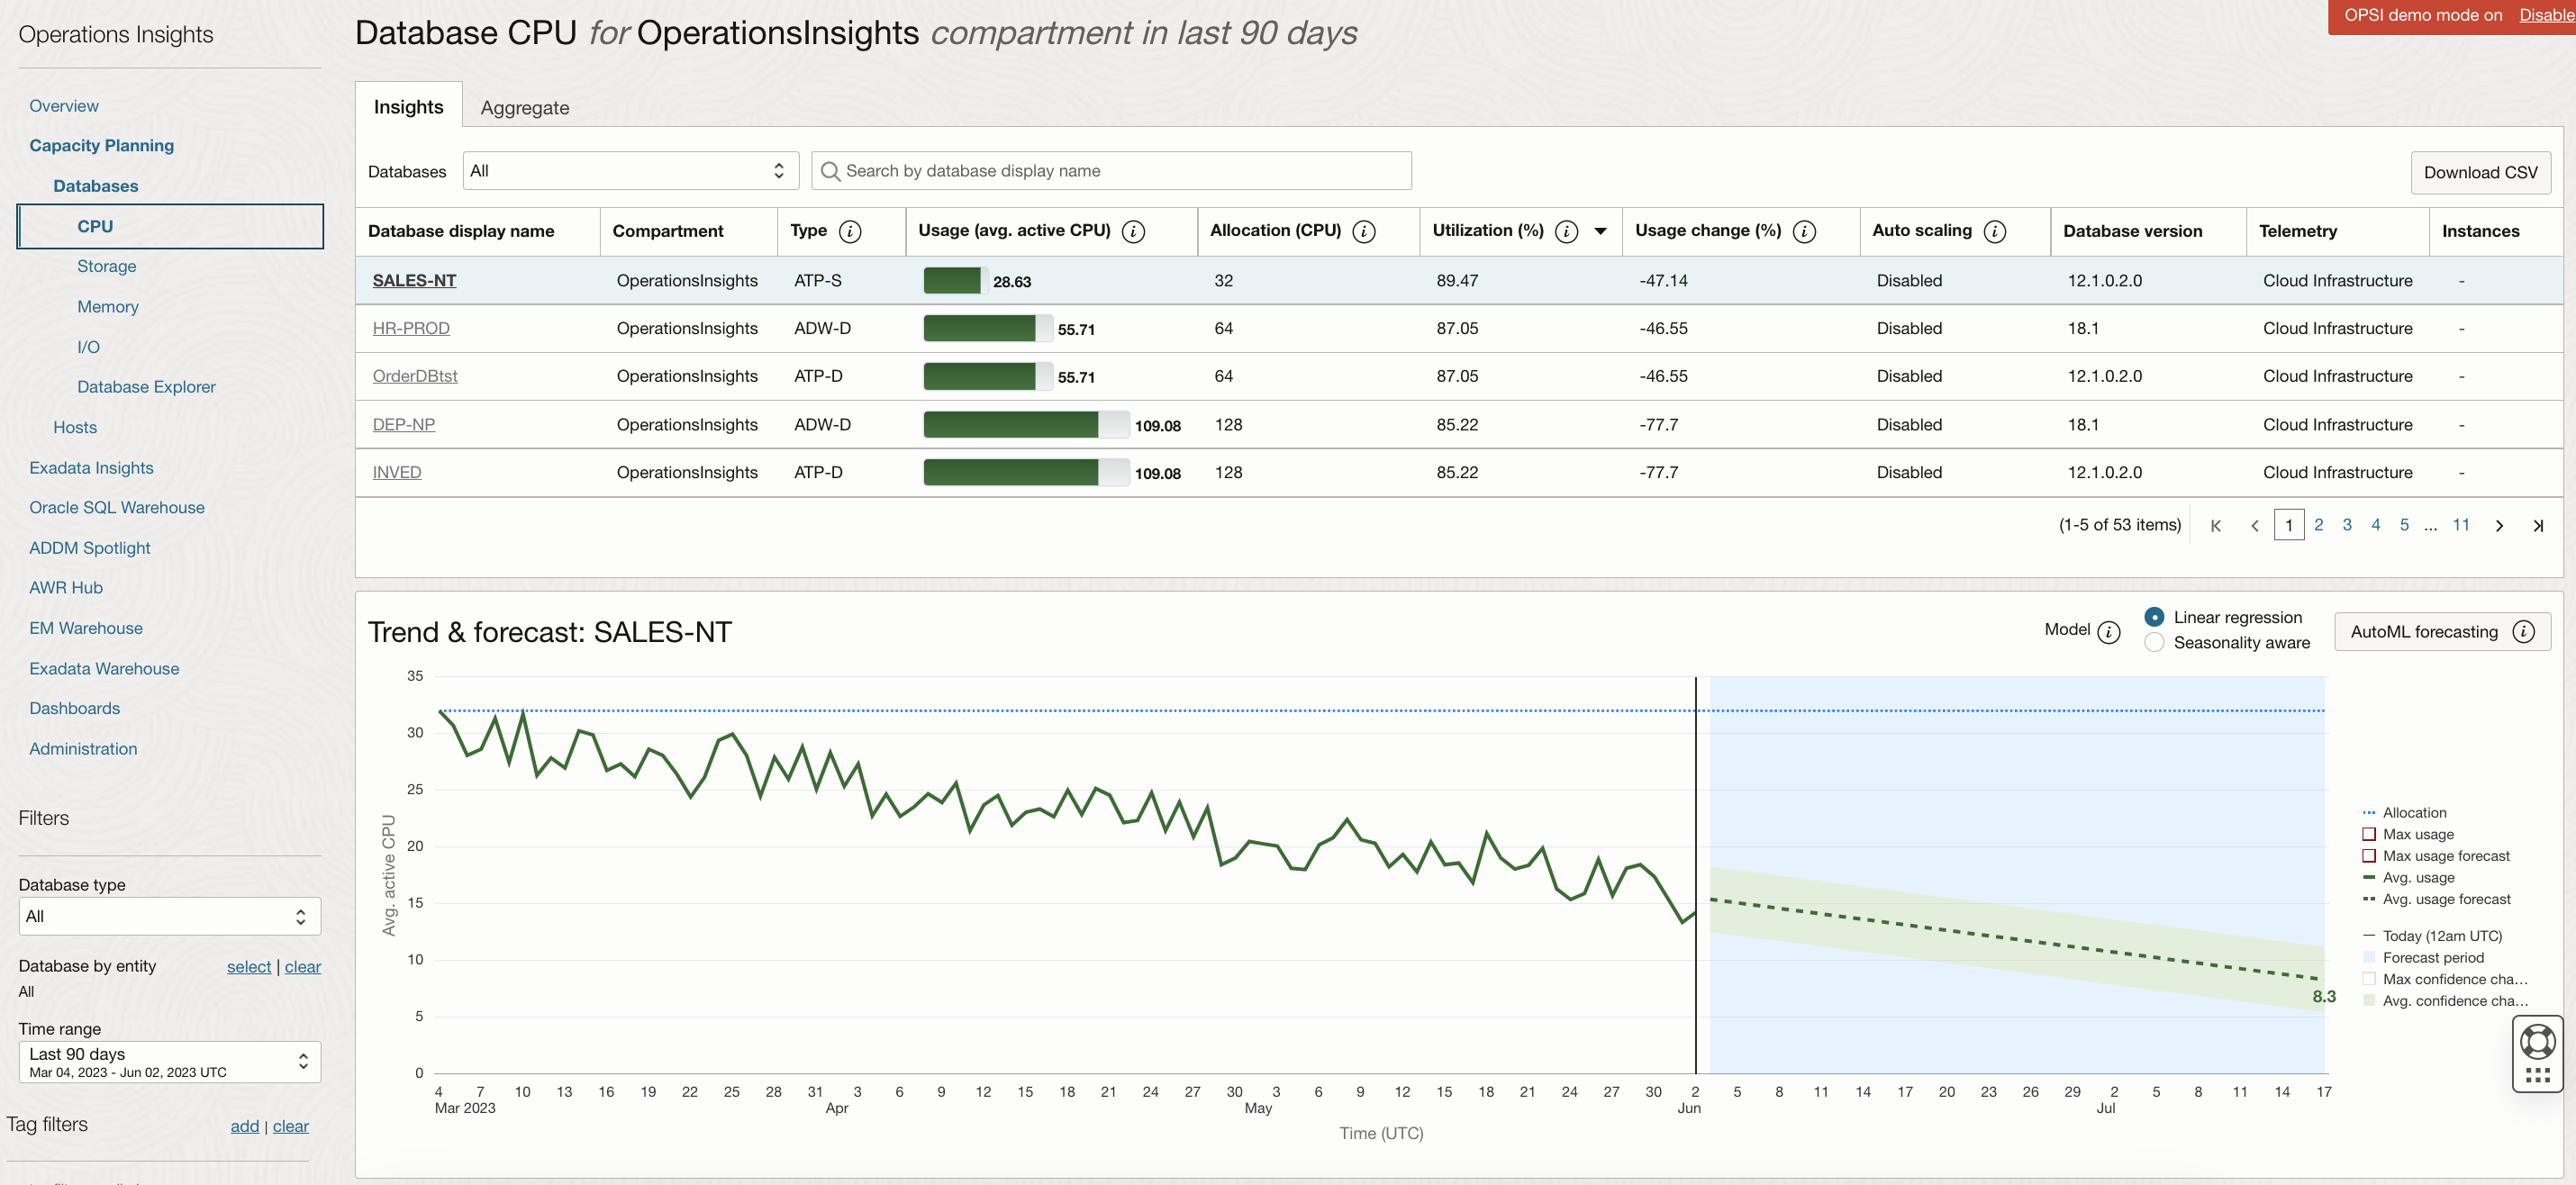 Operations Insights
Overview
Capacity Planning
Databases
CPU
Storage
Memory
I/O
Database Explorer
Hosts
Exadata Insights
Oracle SQL Warehouse
ADDM Spotlight
AWR Hub
EM Warehouse
Exadata Warehouse
Dashboards
Administration
Filters
Database type
All
Database by entity select | clear
All
Time range
Last 90 days
Mar 04, 2023 - Jun 02, 2023 UTC
Tag filters add | clear
Database CPU for OperationsInsights compartment in last 90 days
OPSI demo mode on Disable
Insights Aggregate
Databases All Search by database display name Download CSV
Database display name Compartment Type Usage (avg. active CPU) Allocation (CPU) Utilization (%) Usage change (%) Auto scaling Database version Telemetry Instances
SALES-NT OperationsInsights ATP-S 28.63 32 89.47 -47.14 Disabled 12.1.0.2.0 Cloud Infrastructure -
HR-PROD OperationsInsights ADW-D 55.71 64 87.05 -46.55 Disabled 18.1 Cloud Infrastructure -
OrderDBtst OperationsInsights ATP-D 55.71 64 87.05 -46.55 Disabled 12.1.0.2.0 Cloud Infrastructure -
DEP-NP OperationsInsights ADW-D 109.08 128 85.22 -77.7 Disabled 18.1 Cloud Infrastructure -
INVED OperationsInsights ATP-D 109.08 128 85.22 -77.7 Disabled 12.1.0.2.0 Cloud Infrastructure -
(1-5 of 53 items) 1 2 3 4 5 ... 11
Trend & forecast: SALES-NT
Model
Linear regression
Seasonality aware
AutoML forecasting
35
30
25
20
15
10
5
0
Avg. active CPU
8.3
4 7 10 13 16 19 22 25 28 31 3 6 9 12 15 18 21 24 27 30 3 6 9 12 15 18 21 24 27 30 2 5 8 11 14 17 20 23 26 29 2 5 8 11 14 17
Mar 2023 Apr May Jun Jul
Time (UTC)
Allocation
Max usage
Max usage forecast
Avg. usage
Avg. usage forecast
Today (12am UTC)
Forecast period
Max confidence cha...
Avg. confidence cha...